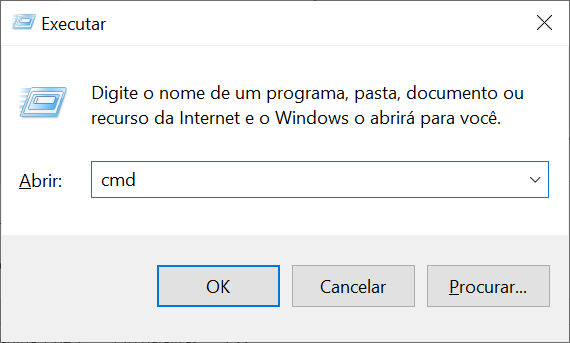 Executar
Digite o nome de um programa, pasta, documento ou
recurso da Internet e o Windows o abrirá para você.
Abrir: cmd
OK Cancelar Procurar...